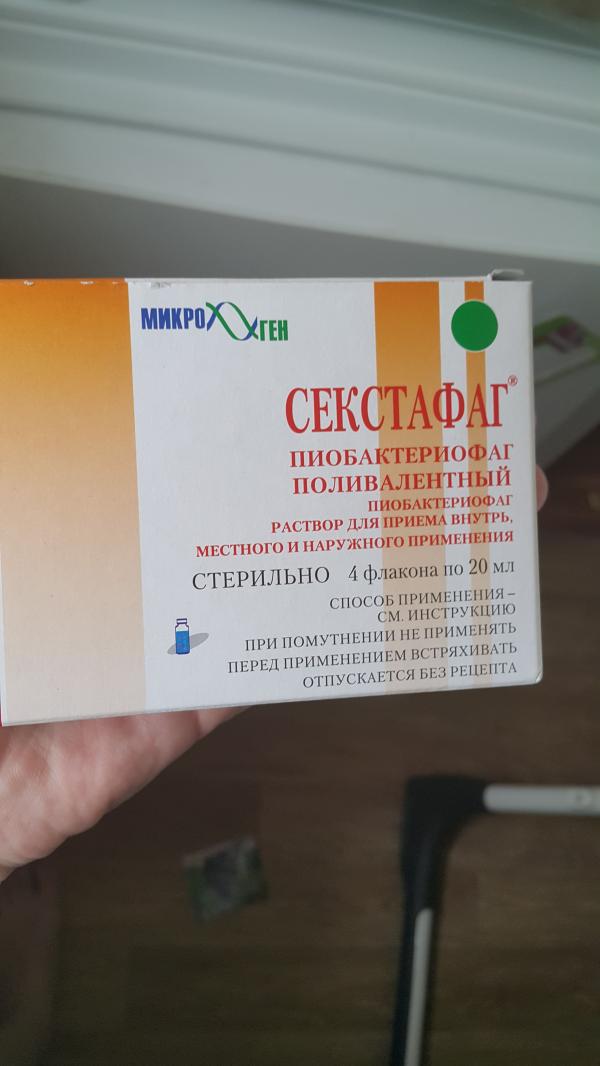 МИКРОГЕН
СЕКСТАФАГ®
ПИОБАКТЕРИОФАГ
ПОЛИВАЛЕНТНЫЙ
ПИОБАКТЕРИОФАГ
РАСТВОР ДЛЯ ПРИЕМА ВНУТРЬ,
МЕСТНОГО И НАРУЖНОГО ПРИМЕНЕНИЯ
СТЕРИЛЬНО 4 флакона по 20 мл
СПОСОБ ПРИМЕНЕНИЯ –
СМ. ИНСТРУКЦИЮ
ПРИ ПОМУТНЕНИИ НЕ ПРИМЕНЯТЬ
ПЕРЕД ПРИМЕНЕНИЕМ ВСТРЯХИВАТЬ
ОТПУСКАЕТСЯ БЕЗ РЕЦЕПТА